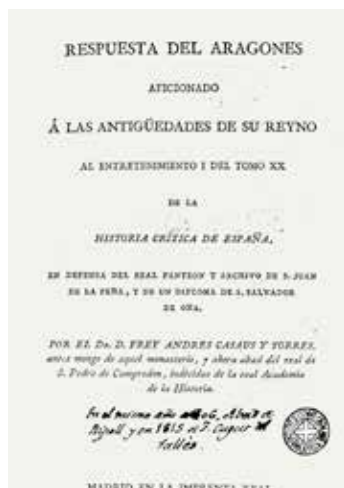 RESPUESTA DEL ARAGONES
AFICIONADO
Á LAS ANTIGÜEDADES DE SU REYNO
AL ENTRETENIMIENTO I DEL TOMO XX
DE LA
HISTORIA CRÍTICA DE ESPAÑA,
EN DEFENSA DEL REAL PANTEON Y ARCHIVO DE S. JUAN
DE LA PEÑA, Y DE UN DIPLOMA DE S. SALVADOR
DE OÑA,
POR EL DR. D. FREY ANDRES CASAUS Y TORRES,
antes monge de aquel monasterio, y ahora abad del real de
S. Pedro de Camprodon, individuo de la real Academia
de la Historia.
En el mismo año Abad de
Ripoll y en 1815 de S. Cugat
Vallés
MADRID EN LA IMPRENTA REAL